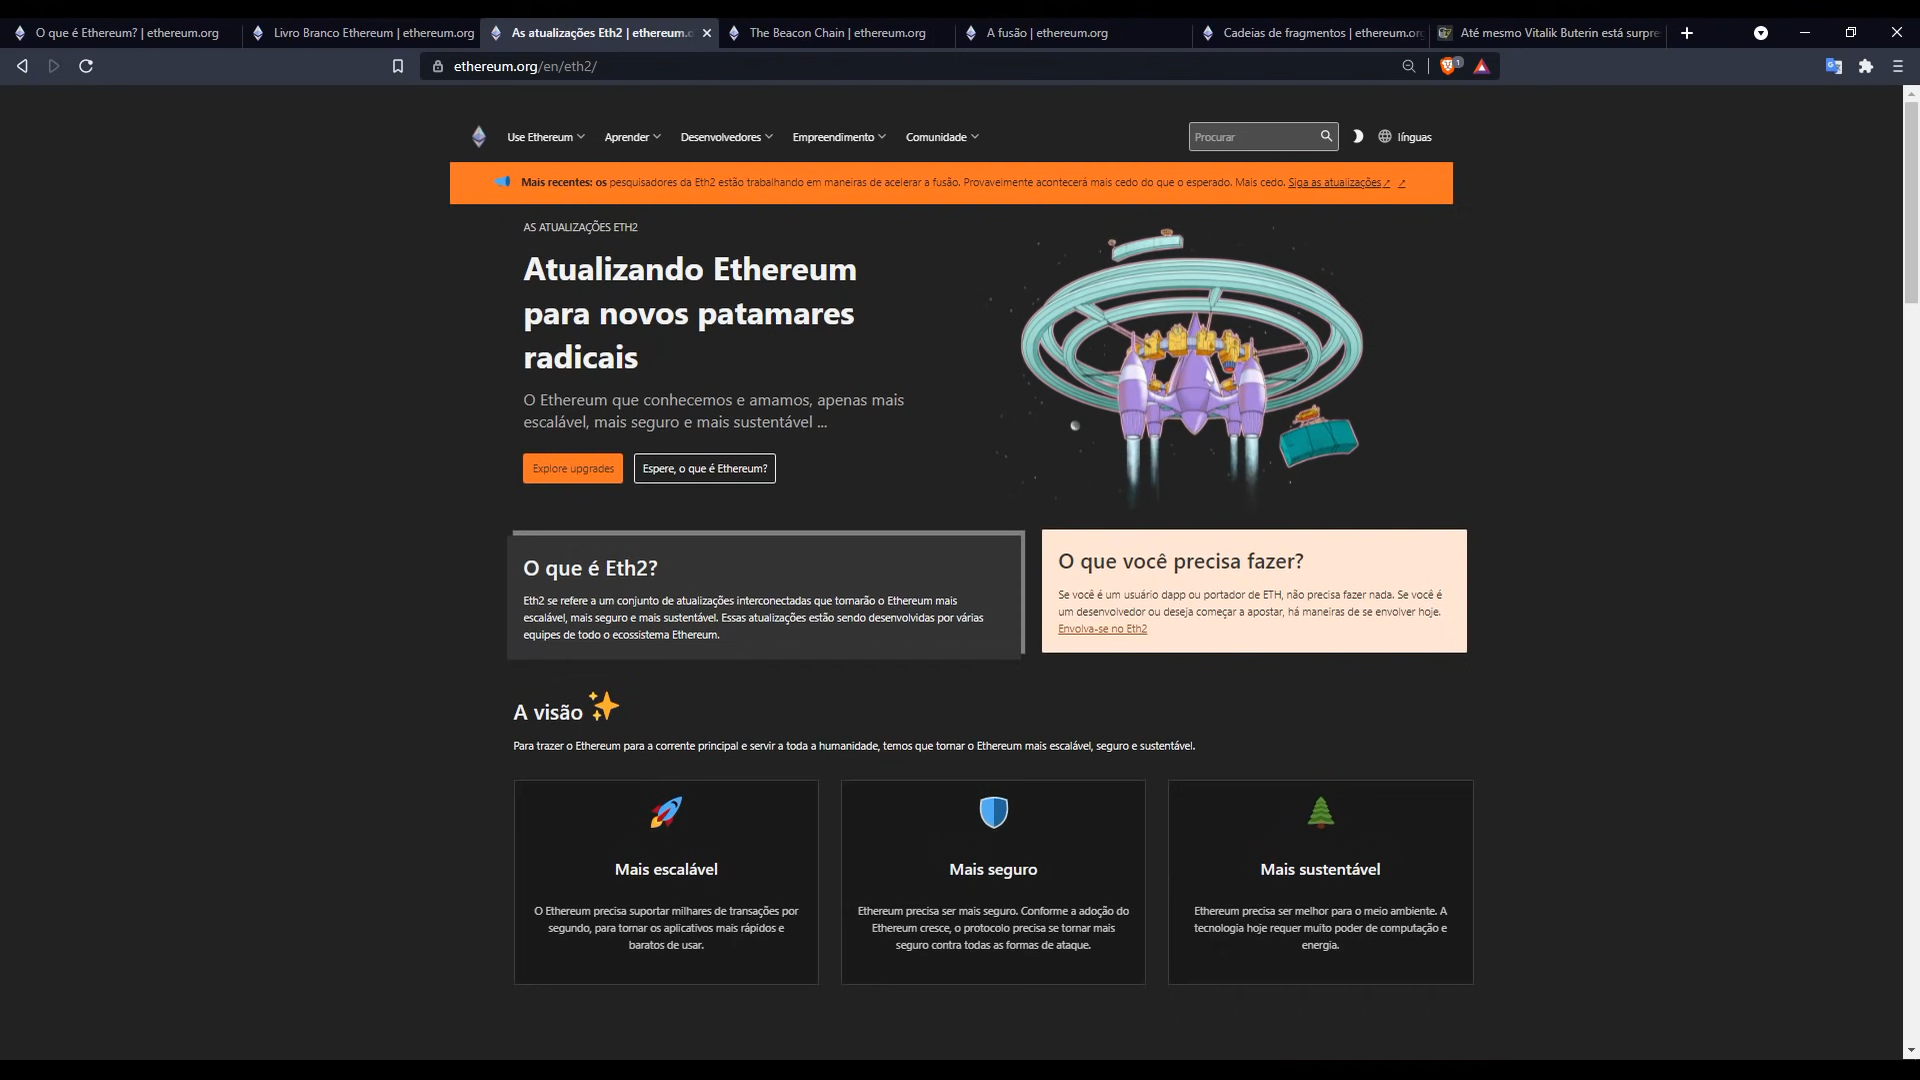 O que é Ethereum? | ethereum.org
Livro Branco Ethereum | ethereum.org
As atualizações Eth2 | ethereum.o
The Beacon Chain | ethereum.org
A fusão | ethereum.org
Cadeias de fragmentos | ethereum.org
Até mesmo Vitalik Buterin está surpre
ethereum.org/en/eth2/
1
Use Ethereum
Aprender
Desenvolvedores
Empreendimento
Comunidade
Procurar
línguas
Mais recentes: os pesquisadores da Eth2 estão trabalhando em maneiras de acelerar a fusão. Provavelmente acontecerá mais cedo do que o esperado. Mais cedo. Siga as atualizações↗ ↗
AS ATUALIZAÇÕES ETH2
Atualizando Ethereum
para novos patamares
radicais
O Ethereum que conhecemos e amamos, apenas mais
escalável, mais seguro e mais sustentável ...
Explore upgrades
Espere, o que é Ethereum?
O que é Eth2?
Eth2 se refere a um conjunto de atualizações interconectadas que tornarão o Ethereum mais
escalável, mais seguro e mais sustentável. Essas atualizações estão sendo desenvolvidas por várias
equipes de todo o ecossistema Ethereum.
O que você precisa fazer?
Se você é um usuário dapp ou portador de ETH, não precisa fazer nada. Se você é
um desenvolvedor ou deseja começar a apostar, há maneiras de se envolver hoje.
Envolva-se no Eth2
A visão
Para trazer o Ethereum para a corrente principal e servir a toda a humanidade, temos que tornar o Ethereum mais escalável, seguro e sustentável.
Mais escalável
O Ethereum precisa suportar milhares de transações por
segundo, para tornar os aplicativos mais rápidos e
baratos de usar.
Mais seguro
Ethereum precisa ser mais seguro. Conforme a adoção do
Ethereum cresce, o protocolo precisa se tornar mais
seguro contra todas as formas de ataque.
Mais sustentável
Ethereum precisa ser melhor para o meio ambiente. A
tecnologia hoje requer muito poder de computação e
energia.